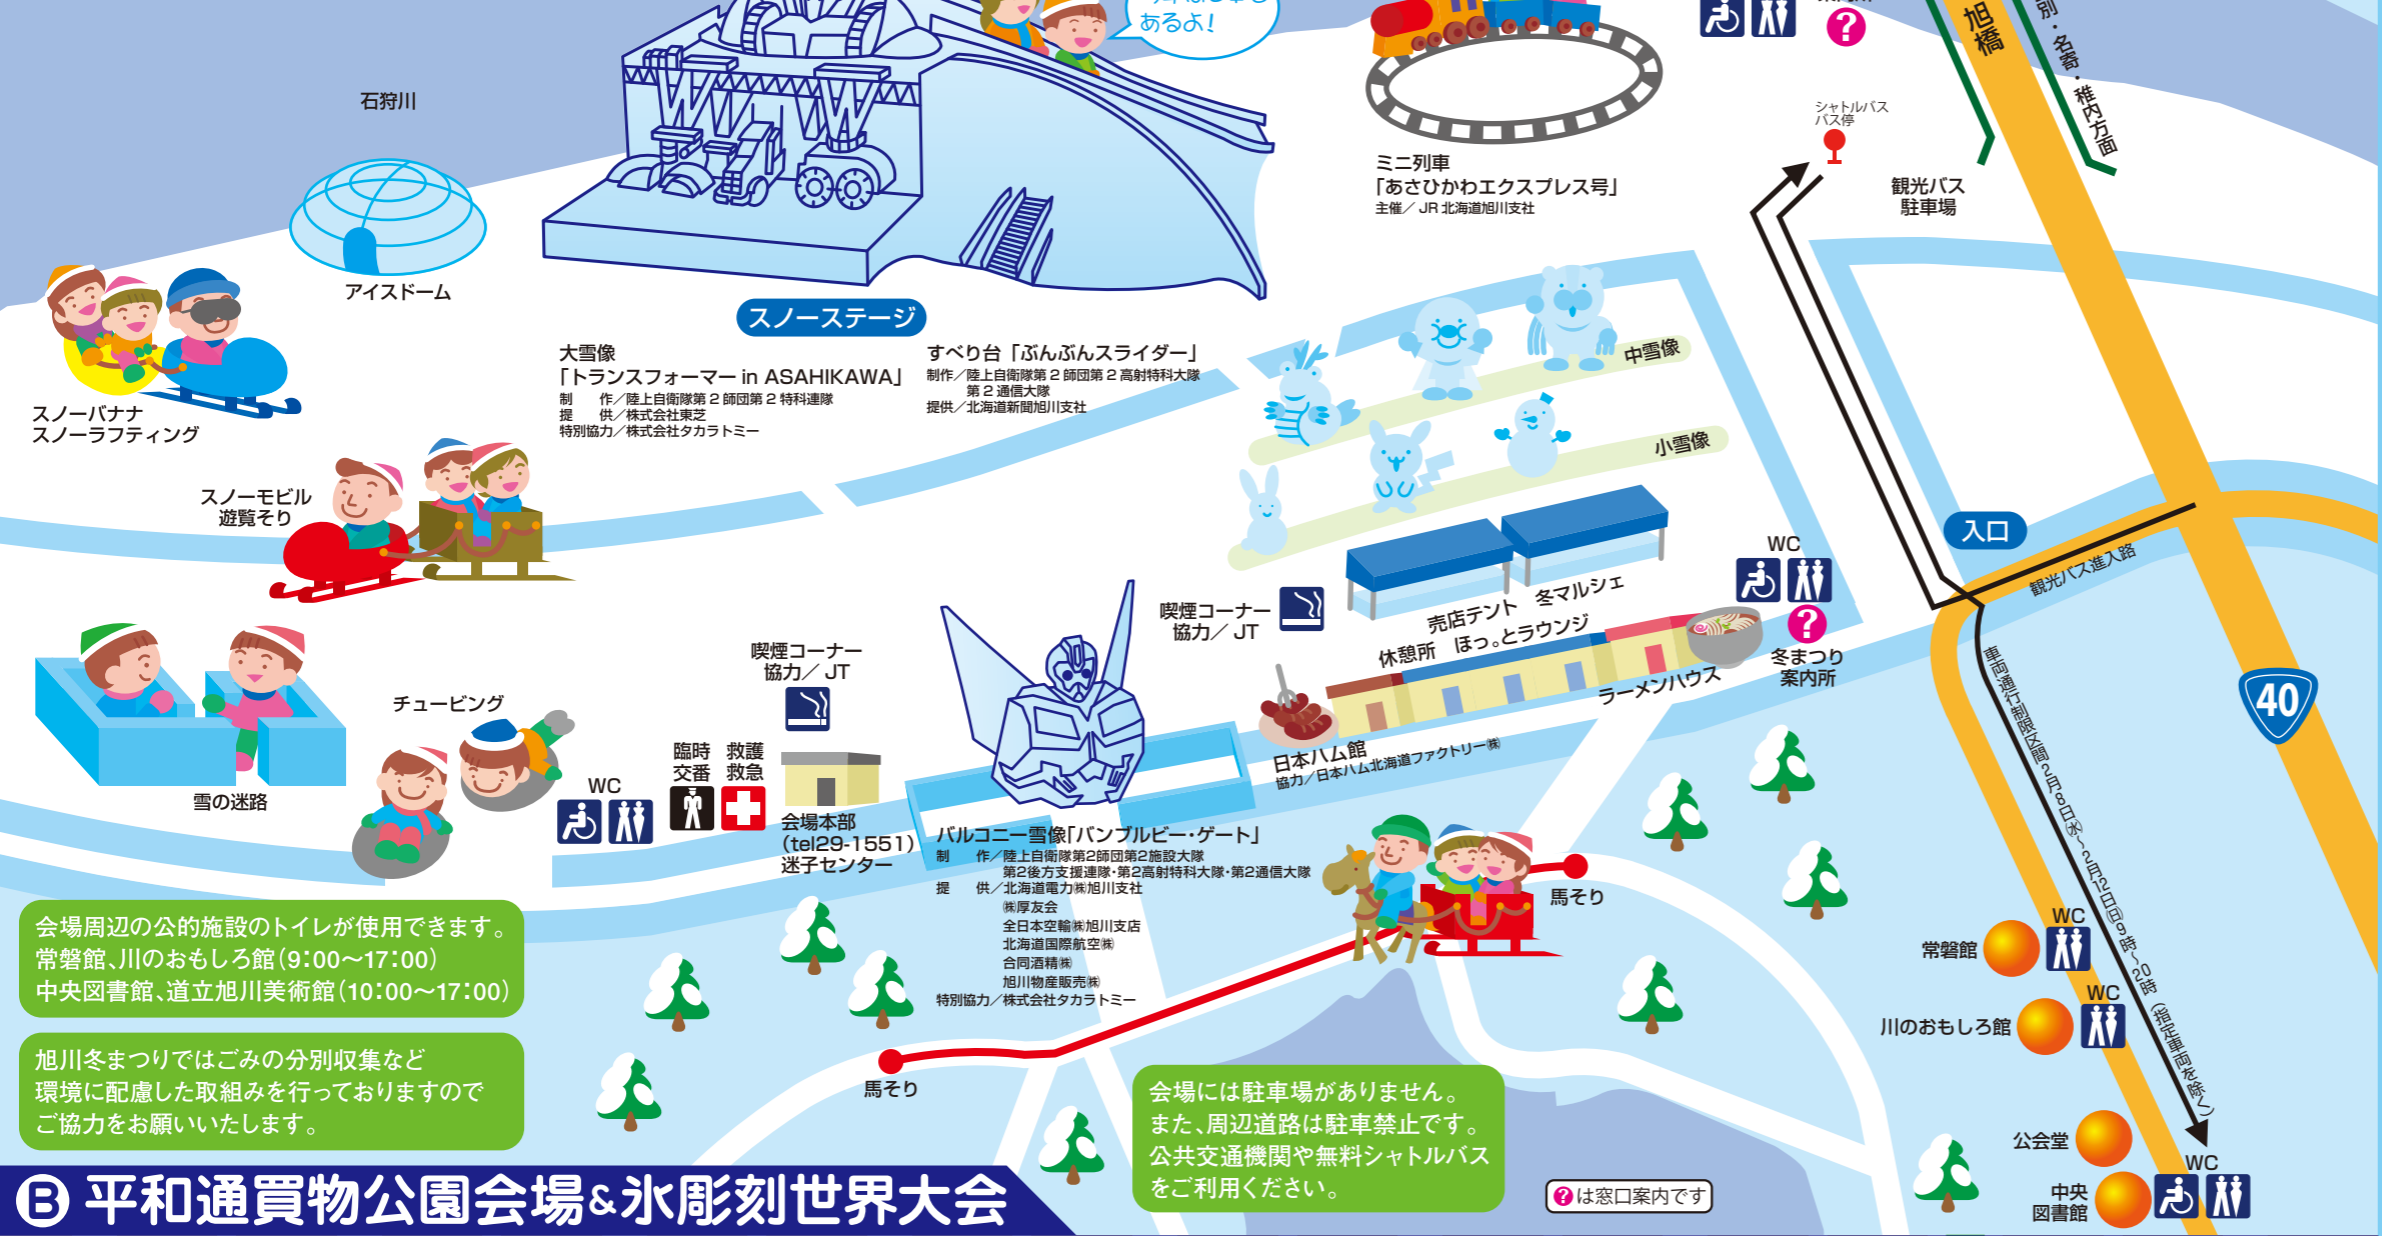 あるよ！
石狩川
アイスドーム
スノーバナナ
スノーラフティング
スノーモビル
遊覧そり
雪の迷路
チュービング
スノーステージ
大雪像
「トランスフォーマー in ASAHIKAWA」
制　作／陸上自衛隊第２師団第２特科連隊
提　供／株式会社東芝
特別協力／株式会社タカラトミー
すべり台「ぶんぶんスライダー」
制作／陸上自衛隊第２師団第２高射特科大隊
第２通信大隊
提供／北海道新聞旭川支社
ミニ列車
「あさひかわエクスプレス号」
主催／JR北海道旭川支社
?
旭橋
別・名寄・稚内方面
シャトルバス
バス停
観光バス
駐車場
中雪像
小雪像
入口
観光バス進入路
WC
?
冬まつり
案内所
売店テント　冬マルシェ
休憩所　ほっ。とラウンジ
ラーメンハウス
喫煙コーナー
協力／JT
日本ハム館
協力／日本ハム北海道ファクトリー㈱
喫煙コーナー
協力／JT
WC
臨時
交番
救護
救急
会場本部
（tel29-1551）
迷子センター
バルコニー雪像「バンブルビー・ゲート」
制　作／陸上自衛隊第2師団第2施設大隊
第2後方支援連隊・第2高射特科大隊・第2通信大隊
提　供／北海道電力㈱旭川支社
㈱厚友会
全日本空輸㈱旭川支店
北海道国際航空㈱
合同酒精㈱
旭川物産販売㈱
特別協力／株式会社タカラトミー
馬そり
馬そり
40
車両通行制限区間 2月8日㈬〜2月12日㈰9時〜
（指定車両を除く）
常磐館
WC
川のおもしろ館
WC
公会堂
中央
図書館
WC
会場周辺の公的施設のトイレが使用できます。
常磐館、川のおもしろ館（9：00〜17：00）
中央図書館、道立旭川美術館（10：00〜17：00）
旭川冬まつりではごみの分別収集など
環境に配慮した取組みを行っておりますので
ご協力をお願いいたします。
会場には駐車場がありません。
また、周辺道路は駐車禁止です。
公共交通機関や無料シャトルバス
をご利用ください。
?は窓口案内です
B 平和通買物公園会場&氷彫刻世界大会